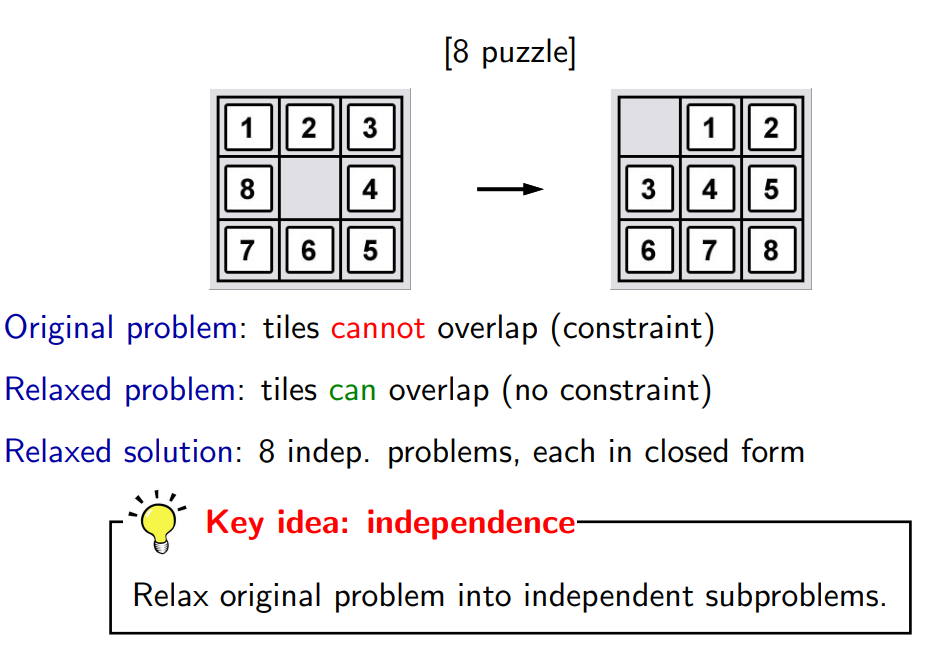 [8 puzzle]
1 2 3
8 4
7 6 5
1 2
3 4 5
6 7 8
Original problem: tiles cannot overlap (constraint)
Relaxed problem: tiles can overlap (no constraint)
Relaxed solution: 8 indep. problems, each in closed form
Key idea: independence
Relax original problem into independent subproblems.